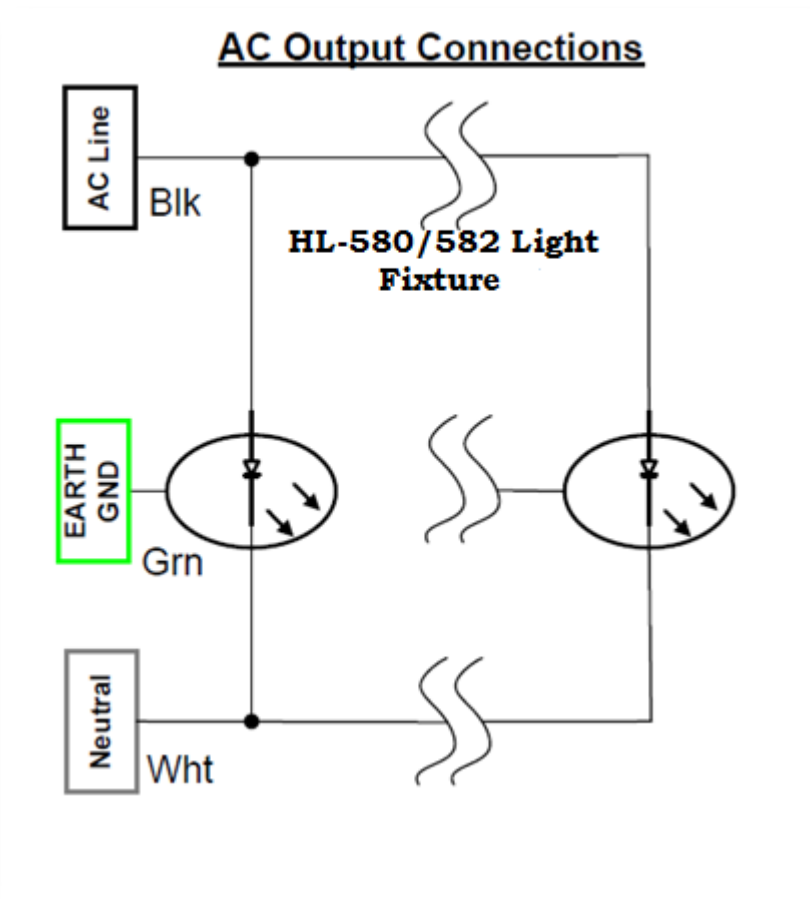 AC Output Connections
AC Line
Blk
HL-580/582 Light
Fixture
EARTH
GND
Grn
Neutral
Wht